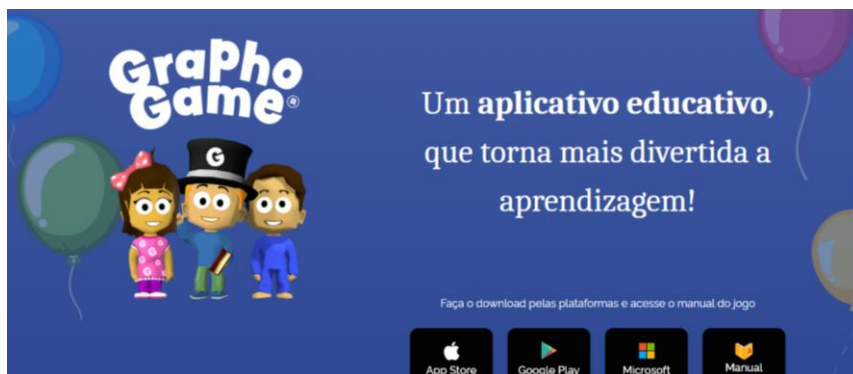 Grapho
Game®
G
Um aplicativo educativo,
que torna mais divertida a
aprendizagem!
Faça o download pelas plataformas e acesse o manual do jogo
App Store
Google Play
Microsoft
Manual